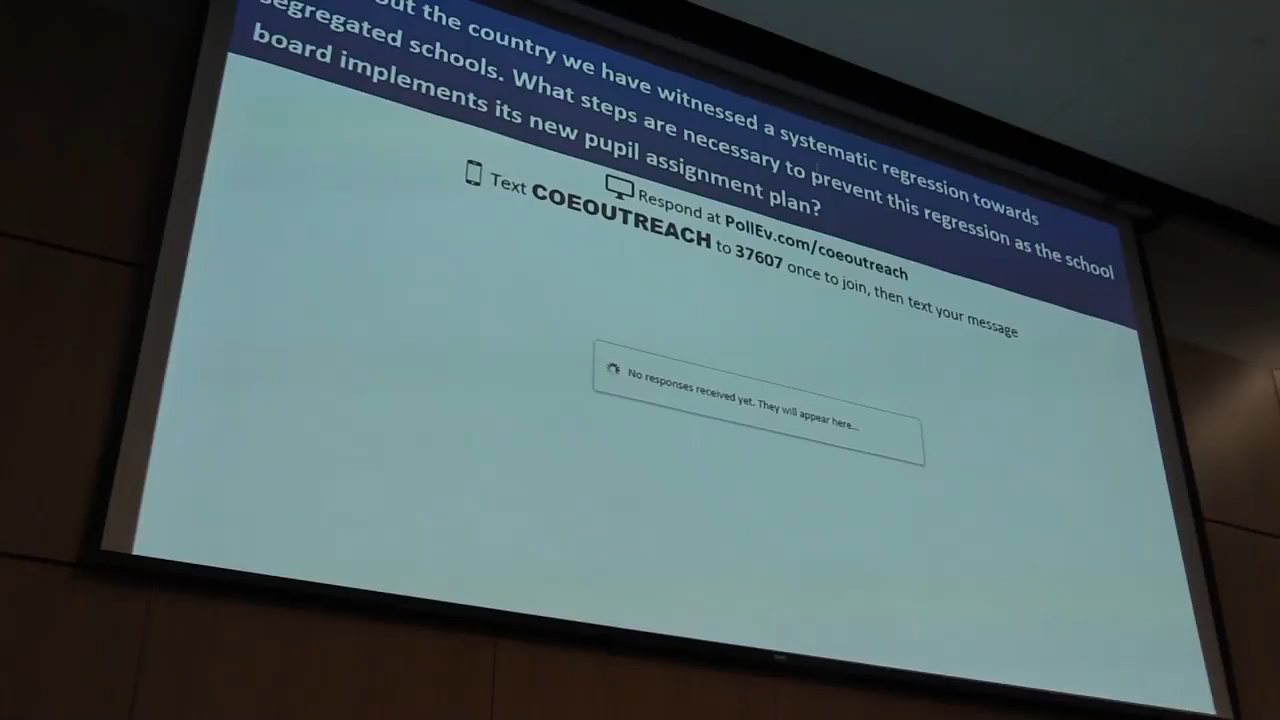 the country we have witnessed a systematic regression towards
segregated schools. What steps are necessary to prevent this regression as the school
board implements its new pupil assignment plan?
Respond at PollEv.com/coeoutreach
Text COEOUTREACH to 37607 once to join, then text your message
No responses received yet. They will appear here...